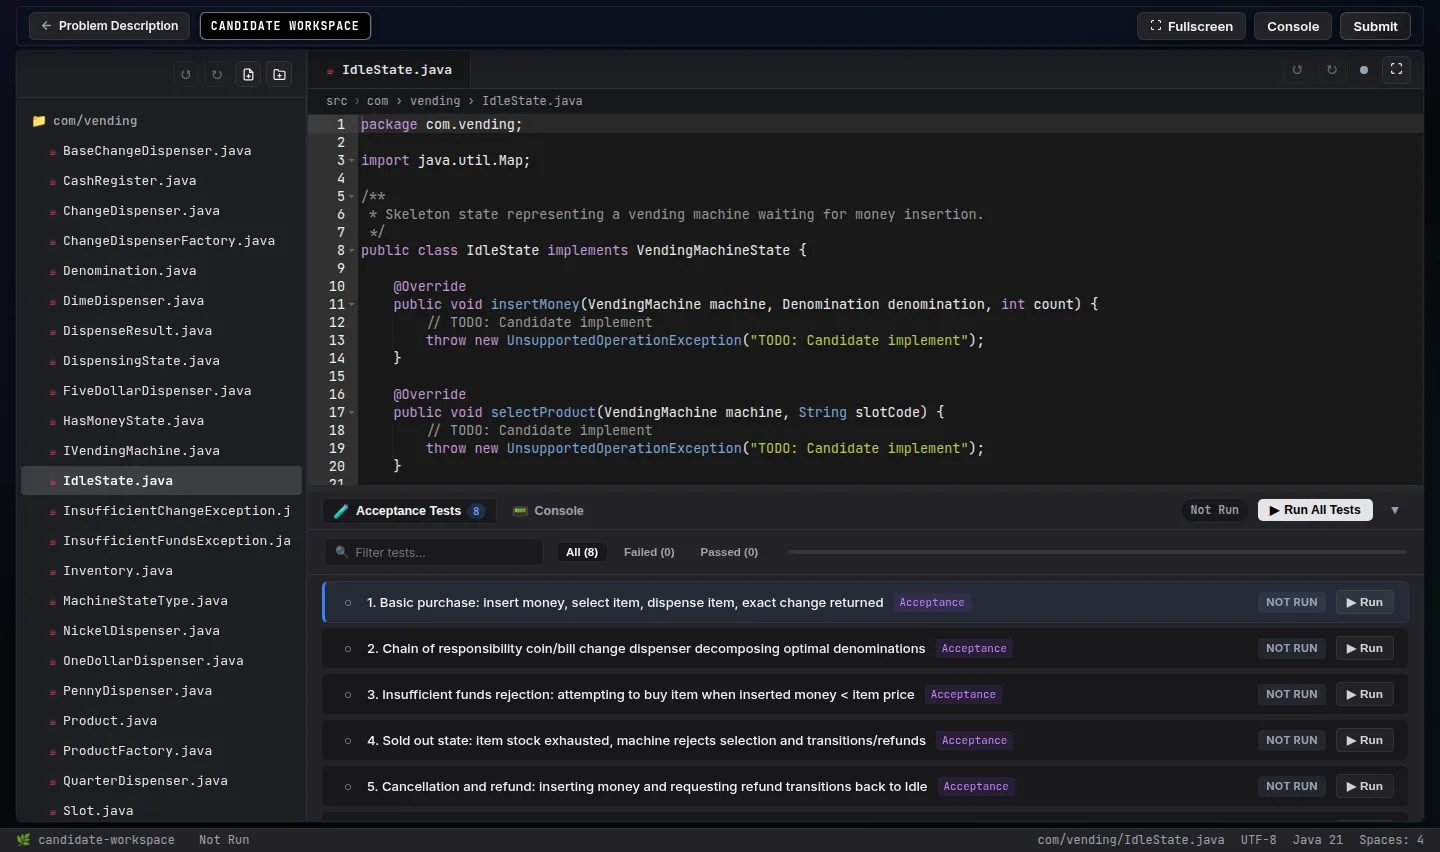 Problem Description
CANDIDATE WORKSPACE
Fullscreen
Console
Submit
com/vending
BaseChangeDispenser.java
CashRegister.java
ChangeDispenser.java
ChangeDispenserFactory.java
Denomination.java
DimeDispenser.java
DispenseResult.java
DispensingState.java
FiveDollarDispenser.java
HasMoneyState.java
IVendingMachine.java
IdleState.java
InsufficientChangeException.j
InsufficientFundsException.ja
Inventory.java
MachineStateType.java
NickelDispenser.java
OneDollarDispenser.java
PennyDispenser.java
Product.java
ProductFactory.java
QuarterDispenser.java
Slot.java
IdleState.java
src › com › vending › IdleState.java
1 package com.vending;
2
3 import java.util.Map;
4
5 /**
6  * Skeleton state representing a vending machine waiting for money insertion.
7  */
8 public class IdleState implements VendingMachineState {
9
10     @Override
11     public void insertMoney(VendingMachine machine, Denomination denomination, int count) {
12         // TODO: Candidate implement
13         throw new UnsupportedOperationException("TODO: Candidate implement");
14     }
15
16     @Override
17     public void selectProduct(VendingMachine machine, String slotCode) {
18         // TODO: Candidate implement
19         throw new UnsupportedOperationException("TODO: Candidate implement");
20     }
21
Acceptance Tests 8
Console
Not Run
▶ Run All Tests
▼
Filter tests...
All (8)
Failed (0)
Passed (0)
1. Basic purchase: insert money, select item, dispense item, exact change returned Acceptance NOT RUN ▶ Run
2. Chain of responsibility coin/bill change dispenser decomposing optimal denominations Acceptance NOT RUN ▶ Run
3. Insufficient funds rejection: attempting to buy item when inserted money < item price Acceptance NOT RUN ▶ Run
4. Sold out state: item stock exhausted, machine rejects selection and transitions/refunds Acceptance NOT RUN ▶ Run
5. Cancellation and refund: inserting money and requesting refund transitions back to Idle Acceptance NOT RUN ▶ Run
candidate-workspace
Not Run
com/vending/IdleState.java
UTF-8
Java 21
Spaces: 4